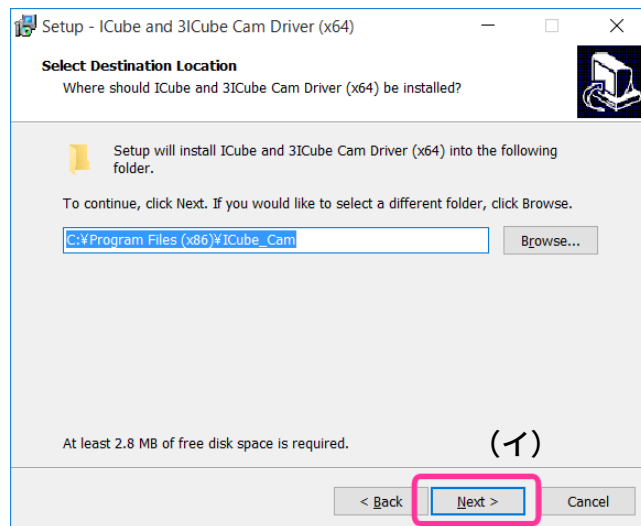 Setup - ICube and 3ICube Cam Driver (x64)
Select Destination Location
Where should ICube and 3ICube Cam Driver (x64) be installed?
Setup will install ICube and 3ICube Cam Driver (x64) into the following
folder.
To continue, click Next. If you would like to select a different folder, click Browse.
C:¥Program Files (x86)¥ICube_Cam
Browse...
At least 2.8 MB of free disk space is required.
(イ)
< Back
Next >
Cancel